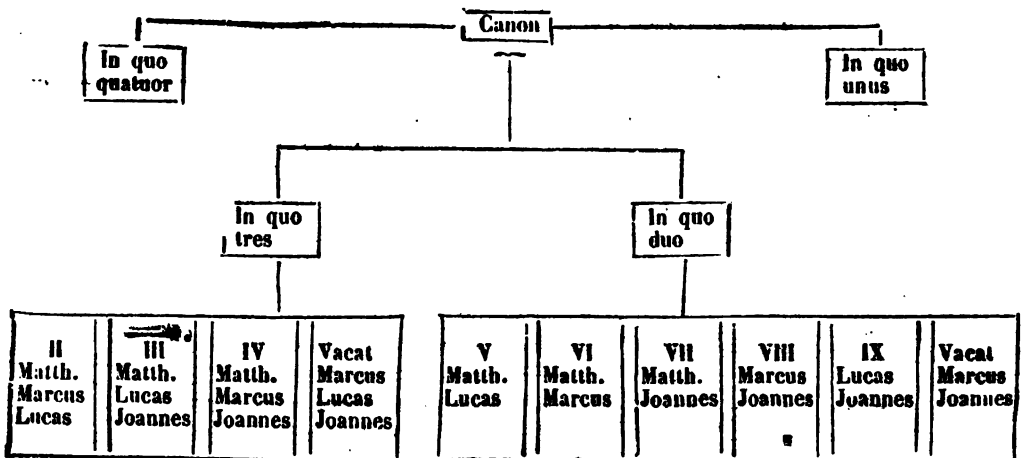 Canon
In quo
quatuor
In quo
unus
In quo
tres
In quo
duo
II
Matth.
Marcus
Lucas
III
Matth.
Lucas
Joannes
IV
Matth.
Marcus
Joannes
Vacat
Marcus
Lucas
Joannes
V
Matth.
Lucas
VI
Matth.
Marcus
VII
Matth.
Joannes
VIII
Marcus
Joannes
IX
Lucas
Joannes
Vacat
Marcus
Joannes